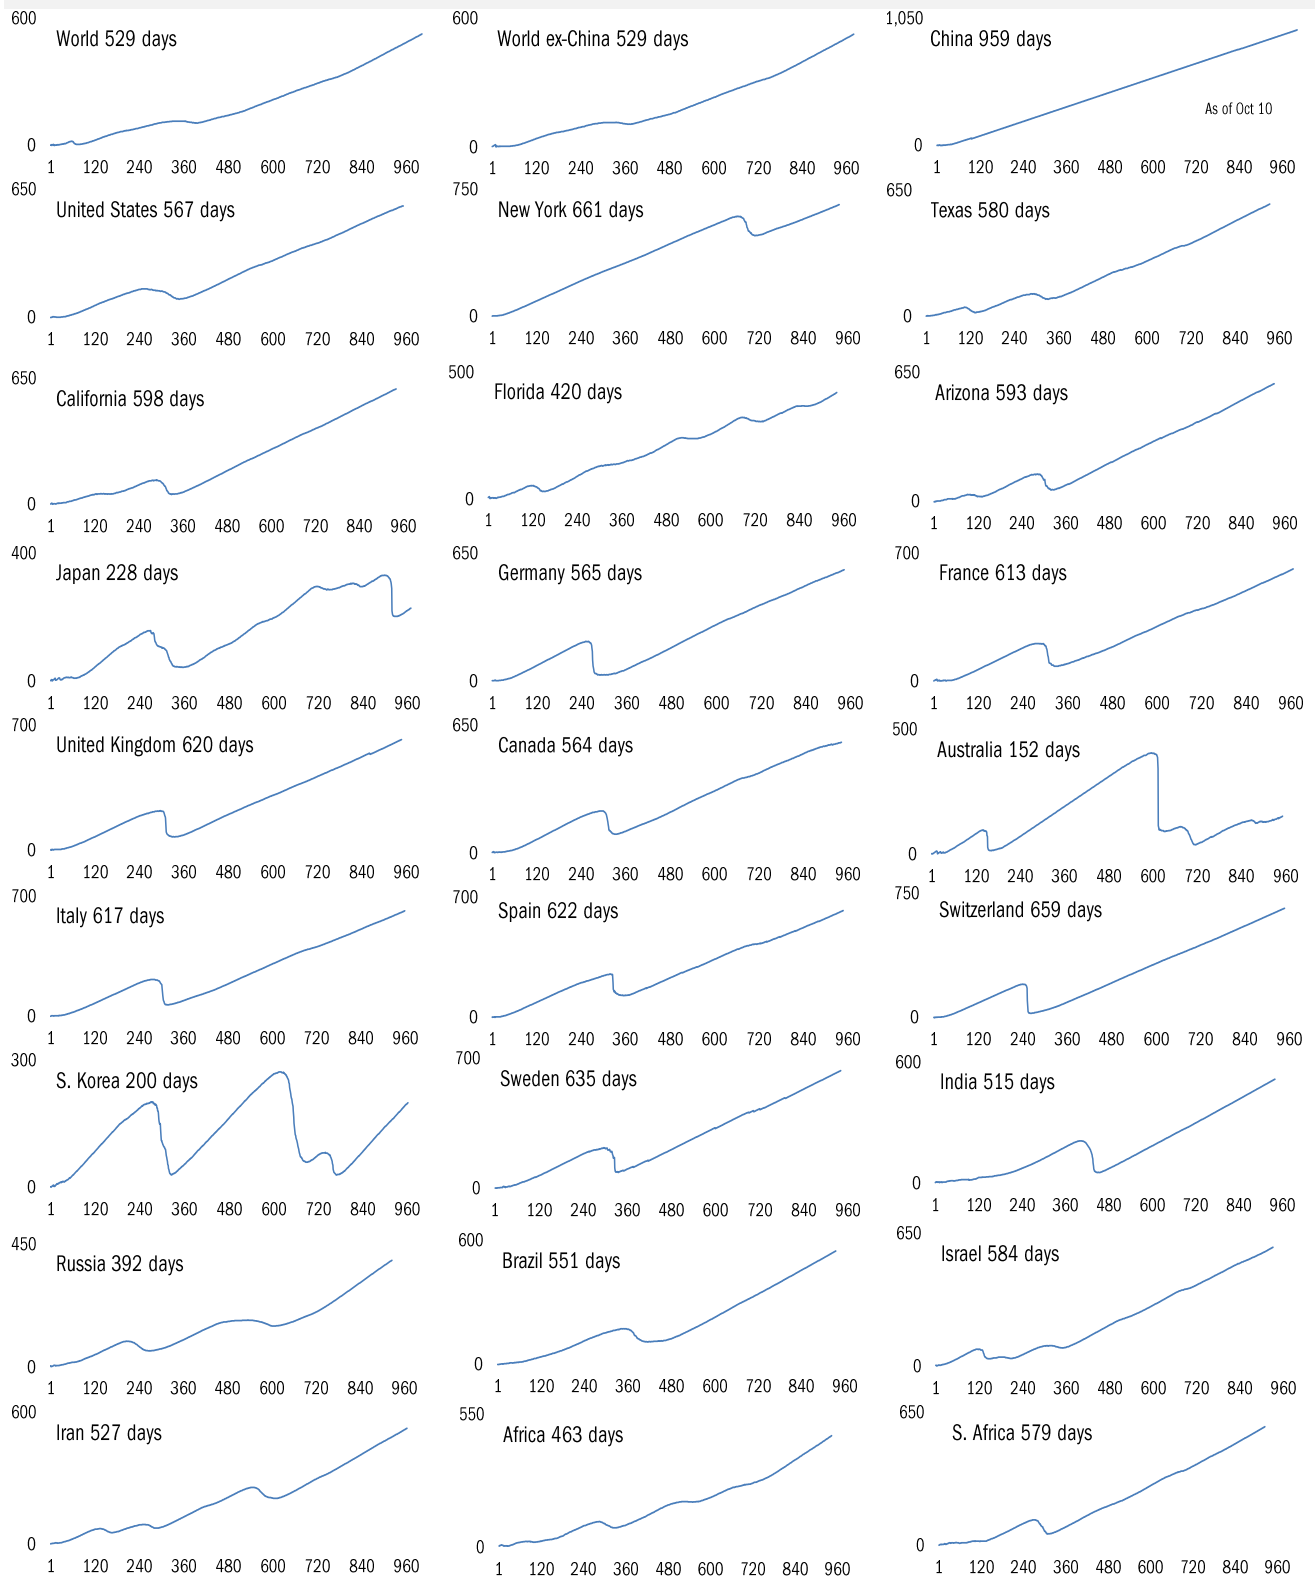 600
World 529 days
0
1 120 240 360 480 600 720 840 960
600
World ex-China 529 days
0
1 120 240 360 480 600 720 840 960
1,050
China 959 days
As of Oct 10
0
1 120 240 360 480 600 720 840 960
650
United States 567 days
0
1 120 240 360 480 600 720 840 960
750
New York 661 days
0
1 120 240 360 480 600 720 840 960
650
Texas 580 days
0
1 120 240 360 480 600 720 840 960
650
California 598 days
0
1 120 240 360 480 600 720 840 960
500
Florida 420 days
0
1 120 240 360 480 600 720 840 960
650
Arizona 593 days
0
1 120 240 360 480 600 720 840 960
400
Japan 228 days
0
1 120 240 360 480 600 720 840 960
650
Germany 565 days
0
1 120 240 360 480 600 720 840 960
700
France 613 days
0
1 120 240 360 480 600 720 840 960
700
United Kingdom 620 days
0
1 120 240 360 480 600 720 840 960
650
Canada 564 days
0
1 120 240 360 480 600 720 840 960
500
Australia 152 days
0
1 120 240 360 480 600 720 840 960
700
Italy 617 days
0
1 120 240 360 480 600 720 840 960
700
Spain 622 days
0
1 120 240 360 480 600 720 840 960
750
Switzerland 659 days
0
1 120 240 360 480 600 720 840 960
300
S. Korea 200 days
0
1 120 240 360 480 600 720 840 960
700
Sweden 635 days
0
1 120 240 360 480 600 720 840 960
600
India 515 days
0
1 120 240 360 480 600 720 840 960
450
Russia 392 days
0
1 120 240 360 480 600 720 840 960
600
Brazil 551 days
0
1 120 240 360 480 600 720 840 960
650
Israel 584 days
0
1 120 240 360 480 600 720 840 960
600
Iran 527 days
0
1 120 240 360 480 600 720 840 960
550
Africa 463 days
0
1 120 240 360 480 600 720 840 960
650
S. Africa 579 days
0
1 120 240 360 480 600 720 840 960